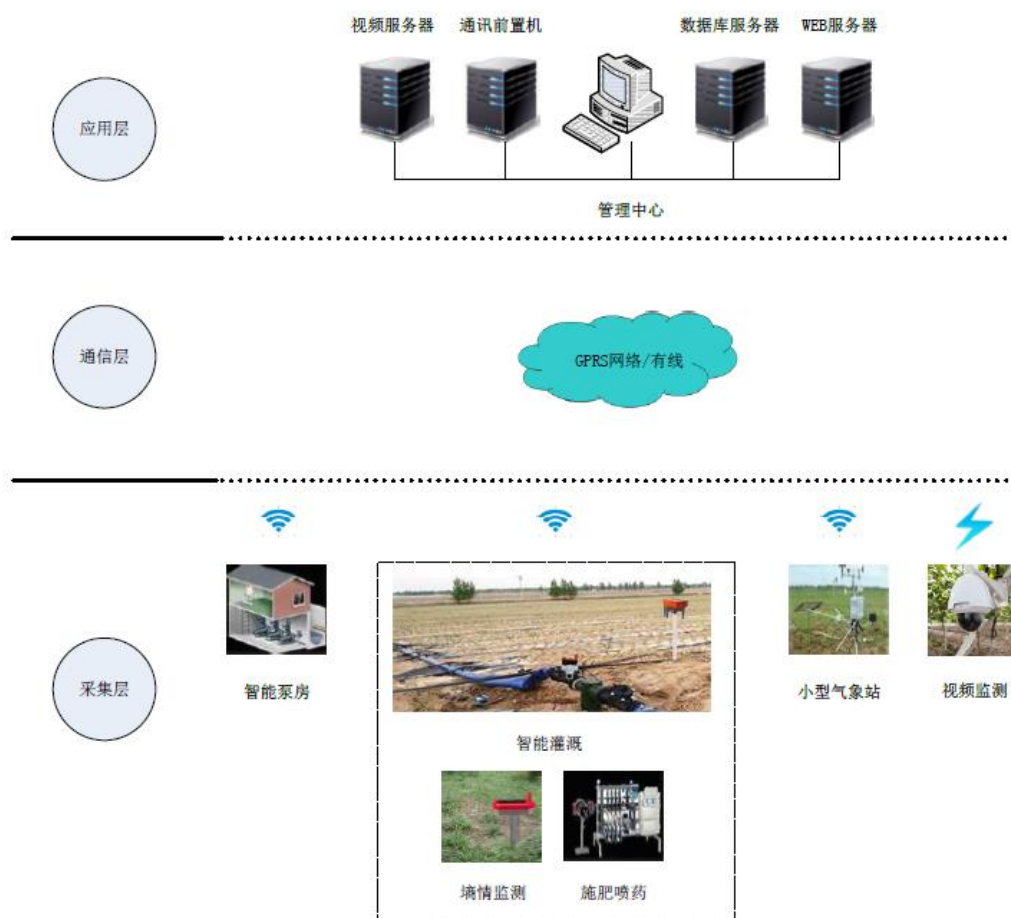 视频服务器 通讯前置机 数据库服务器 WEB服务器
应用层
管理中心
通信层
GPRS网络/有线
采集层
智能泵房
小型气象站
视频监测
智能灌溉
墒情监测 施肥喷药